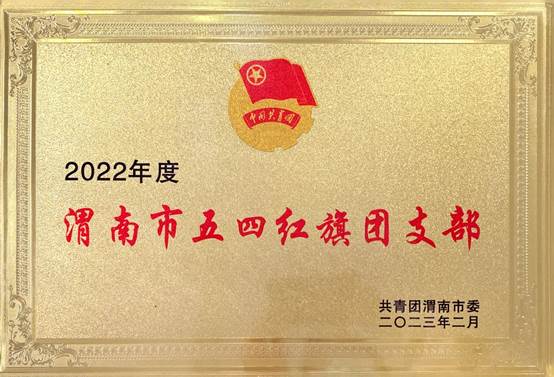 中国共青团
2022年度
渭南市五四红旗团支部
共青团渭南市委
二〇二三年二月